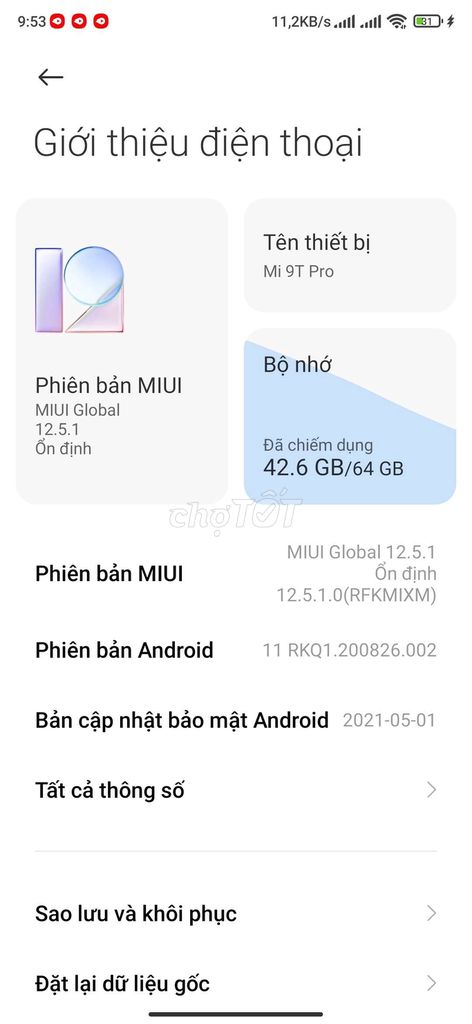 9:53
11,2KB/s
31
Giới thiệu điện thoại
Phiên bản MIUI
MIUI Global
12.5.1
Ổn định
Tên thiết bị
Mi 9T Pro
Bộ nhớ
Đã chiếm dụng
42.6 GB/64 GB
chợTỐT
Phiên bản MIUI
MIUI Global 12.5.1
Ổn định
12.5.1.0(RFKMIXM)
Phiên bản Android
11 RKQ1.200826.002
Bản cập nhật bảo mật Android
2021-05-01
Tất cả thông số
Sao lưu và khôi phục
Đặt lại dữ liệu gốc